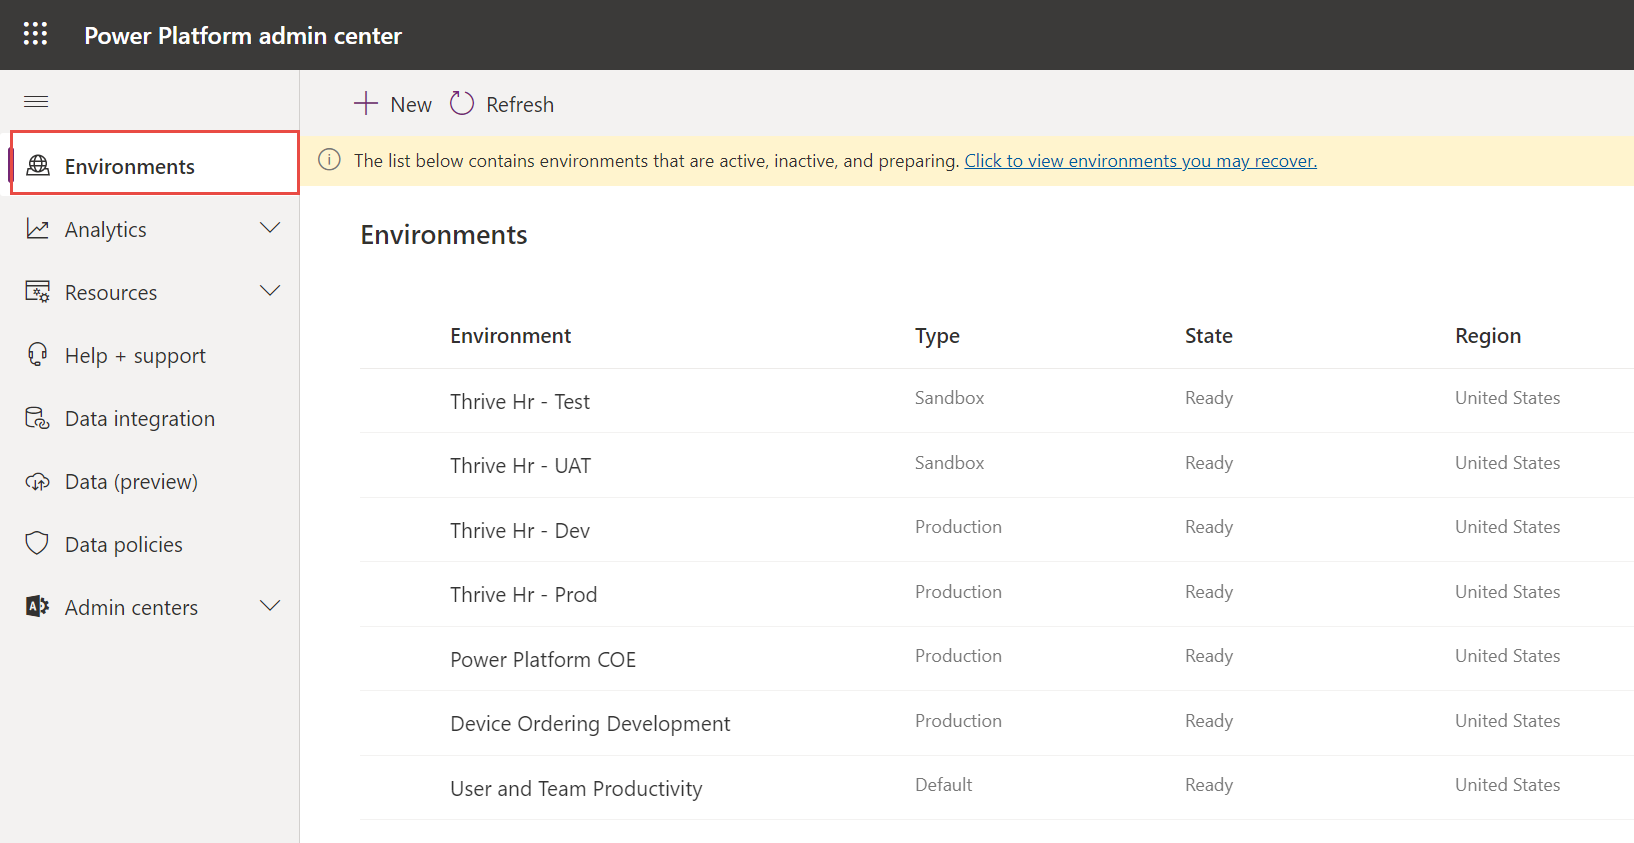 Power Platform admin center
New Refresh
Environments
Analytics
Resources
Help + support
Data integration
Data (preview)
Data policies
Admin centers
The list below contains environments that are active, inactive, and preparing. Click to view environments you may recover.
Environments
Environment Type State Region
Thrive Hr - Test Sandbox Ready United States
Thrive Hr - UAT Sandbox Ready United States
Thrive Hr - Dev Production Ready United States
Thrive Hr - Prod Production Ready United States
Power Platform COE Production Ready United States
Device Ordering Development Production Ready United States
User and Team Productivity Default Ready United States